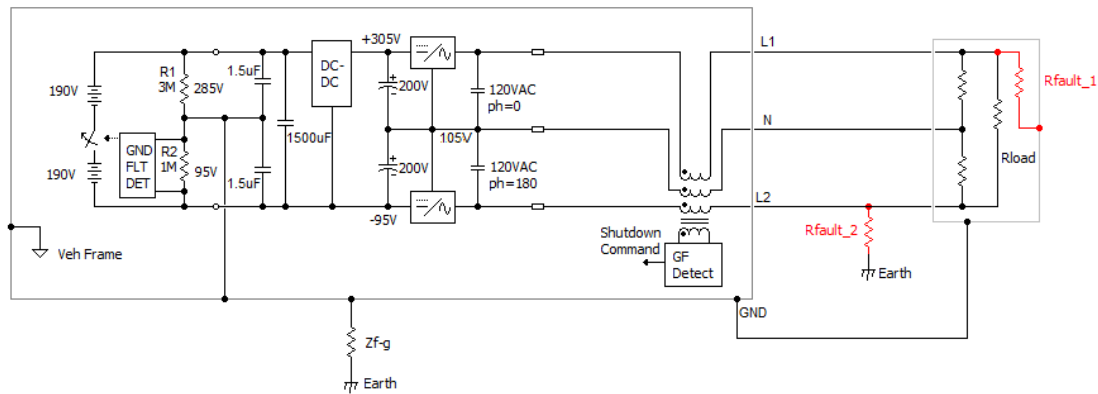 +305V
L1
R1
3M
1.5uF
DC-
DC
285V
200V
120VAC
ph=0
Rfault_1
190V
N
1500uF
105V
GND
FLT
DET
R2
1M
95V
Rload
190V
200V
120VAC
ph=180
1.5uF
L2
-95V
Rfault_2
Shutdown
Command
Veh Frame
GF
Detect
Earth
GND
Zf-g
Earth